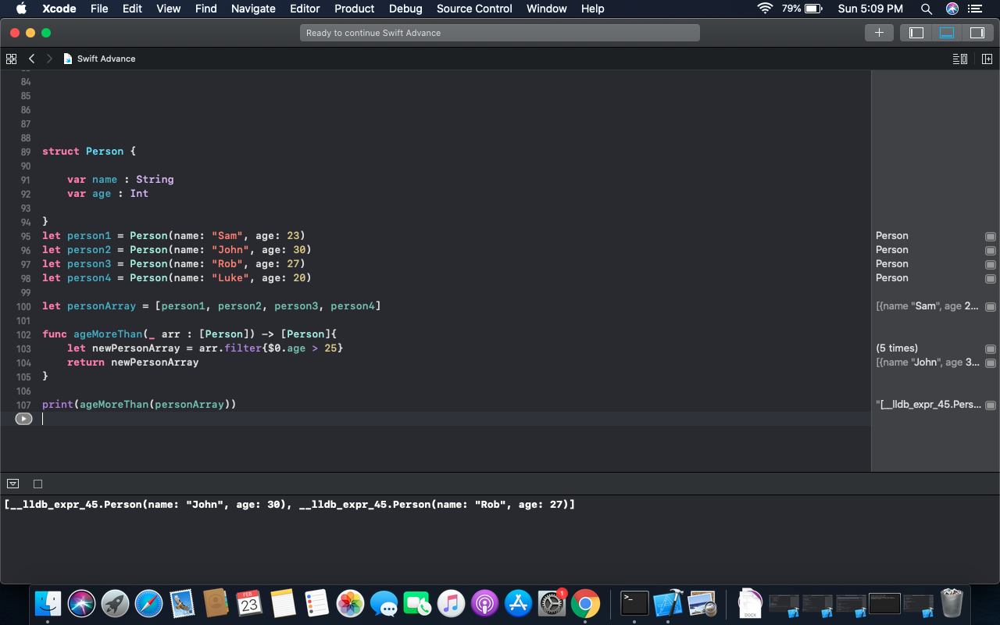 Xcode File Edit View Find Navigate Editor Product Debug Source Control Window Help 79% Sun 5:09 PM
Ready to continue Swift Advance
Swift Advance
84
85
86
87
88
89 struct Person {
90
91 var name : String
92 var age : Int
93
94 }
95 let person1 = Person(name: "Sam", age: 23) Person
96 let person2 = Person(name: "John", age: 30) Person
97 let person3 = Person(name: "Rob", age: 27) Person
98 let person4 = Person(name: "Luke", age: 20) Person
99
100 let personArray = [person1, person2, person3, person4] [{name "Sam", age 2...
101
102 func ageMoreThan(_ arr : [Person]) -> [Person]{
103 let newPersonArray = arr.filter{$0.age > 25} (5 times)
104 return newPersonArray [{name "John", age 3...
105 }
106
107 print(ageMoreThan(personArray)) "[__lldb_expr_45.Pers...
[__lldb_expr_45.Person(name: "John", age: 30), __lldb_expr_45.Person(name: "Rob", age: 27)]
FEB
23
1
>_
DOCX